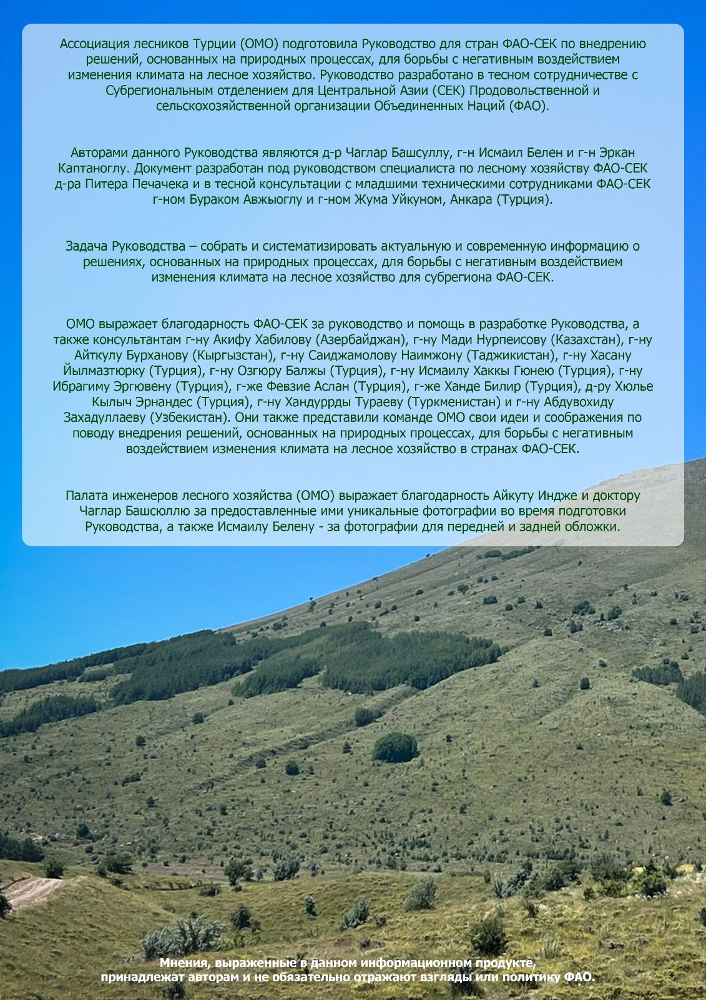 Ассоциация лесников Турции (ОМО) подготовила Руководство для стран ФАО-СЕК по внедрению
решений, основанных на природных процессах, для борьбы с негативным воздействием
изменения климата на лесное хозяйство. Руководство разработано в тесном сотрудничестве с
Субрегиональным отделением для Центральной Азии (СЕК) Продовольственной и
сельскохозяйственной организации Объединенных Наций (ФАО).
Авторами данного Руководства являются д-р Чаглар Башсуллу, г-н Исмаил Белен и г-н Эркан
Каптаноглу. Документ разработан под руководством специалиста по лесному хозяйству ФАО-СЕК
д-ра Питера Печачека и в тесной консультации с младшими техническими сотрудниками ФАО-СЕК
г-ном Бураком Авжыоглу и г-ном Жума Уйкуном, Анкара (Турция).
Задача Руководства – собрать и систематизировать актуальную и современную информацию о
решениях, основанных на природных процессах, для борьбы с негативным воздействием
изменения климата на лесное хозяйство для субрегиона ФАО-СЕК.
ОМО выражает благодарность ФАО-СЕК за руководство и помощь в разработке Руководства, а
также консультантам г-ну Акифу Хабилову (Азербайджан), г-ну Мади Нурпеисову (Казахстан), г-ну
Айткулу Бурханову (Кыргызстан), г-ну Саиджамолову Наимжону (Таджикистан), г-ну Хасану
Йылмазтюрку (Турция), г-ну Озгюру Балжы (Турция), г-ну Исмаилу Хаккы Гюнею (Турция), г-ну
Ибрагиму Эргювену (Турция), г-же Февзие Аслан (Турция), г-же Ханде Билир (Турция), д-ру Хюлье
Кылыч Эрнандес (Турция), г-ну Хандуррды Тураеву (Туркменистан) и г-ну Абдувохиду
Захадуллаеву (Узбекистан). Они также представили команде ОМО свои идеи и соображения по
поводу внедрения решений, основанных на природных процессах, для борьбы с негативным
воздействием изменения климата на лесное хозяйство в странах ФАО-СЕК.
Палата инженеров лесного хозяйства (ОМО) выражает благодарность Айкуту Индже и доктору
Чаглар Башсюллю за предоставленные ими уникальные фотографии во время подготовки
Руководства, а также Исмаилу Белену - за фотографии для передней и задней обложки.
Мнения, выраженные в данном информационном продукте,
принадлежат авторам и не обязательно отражают взгляды или политику ФАО.